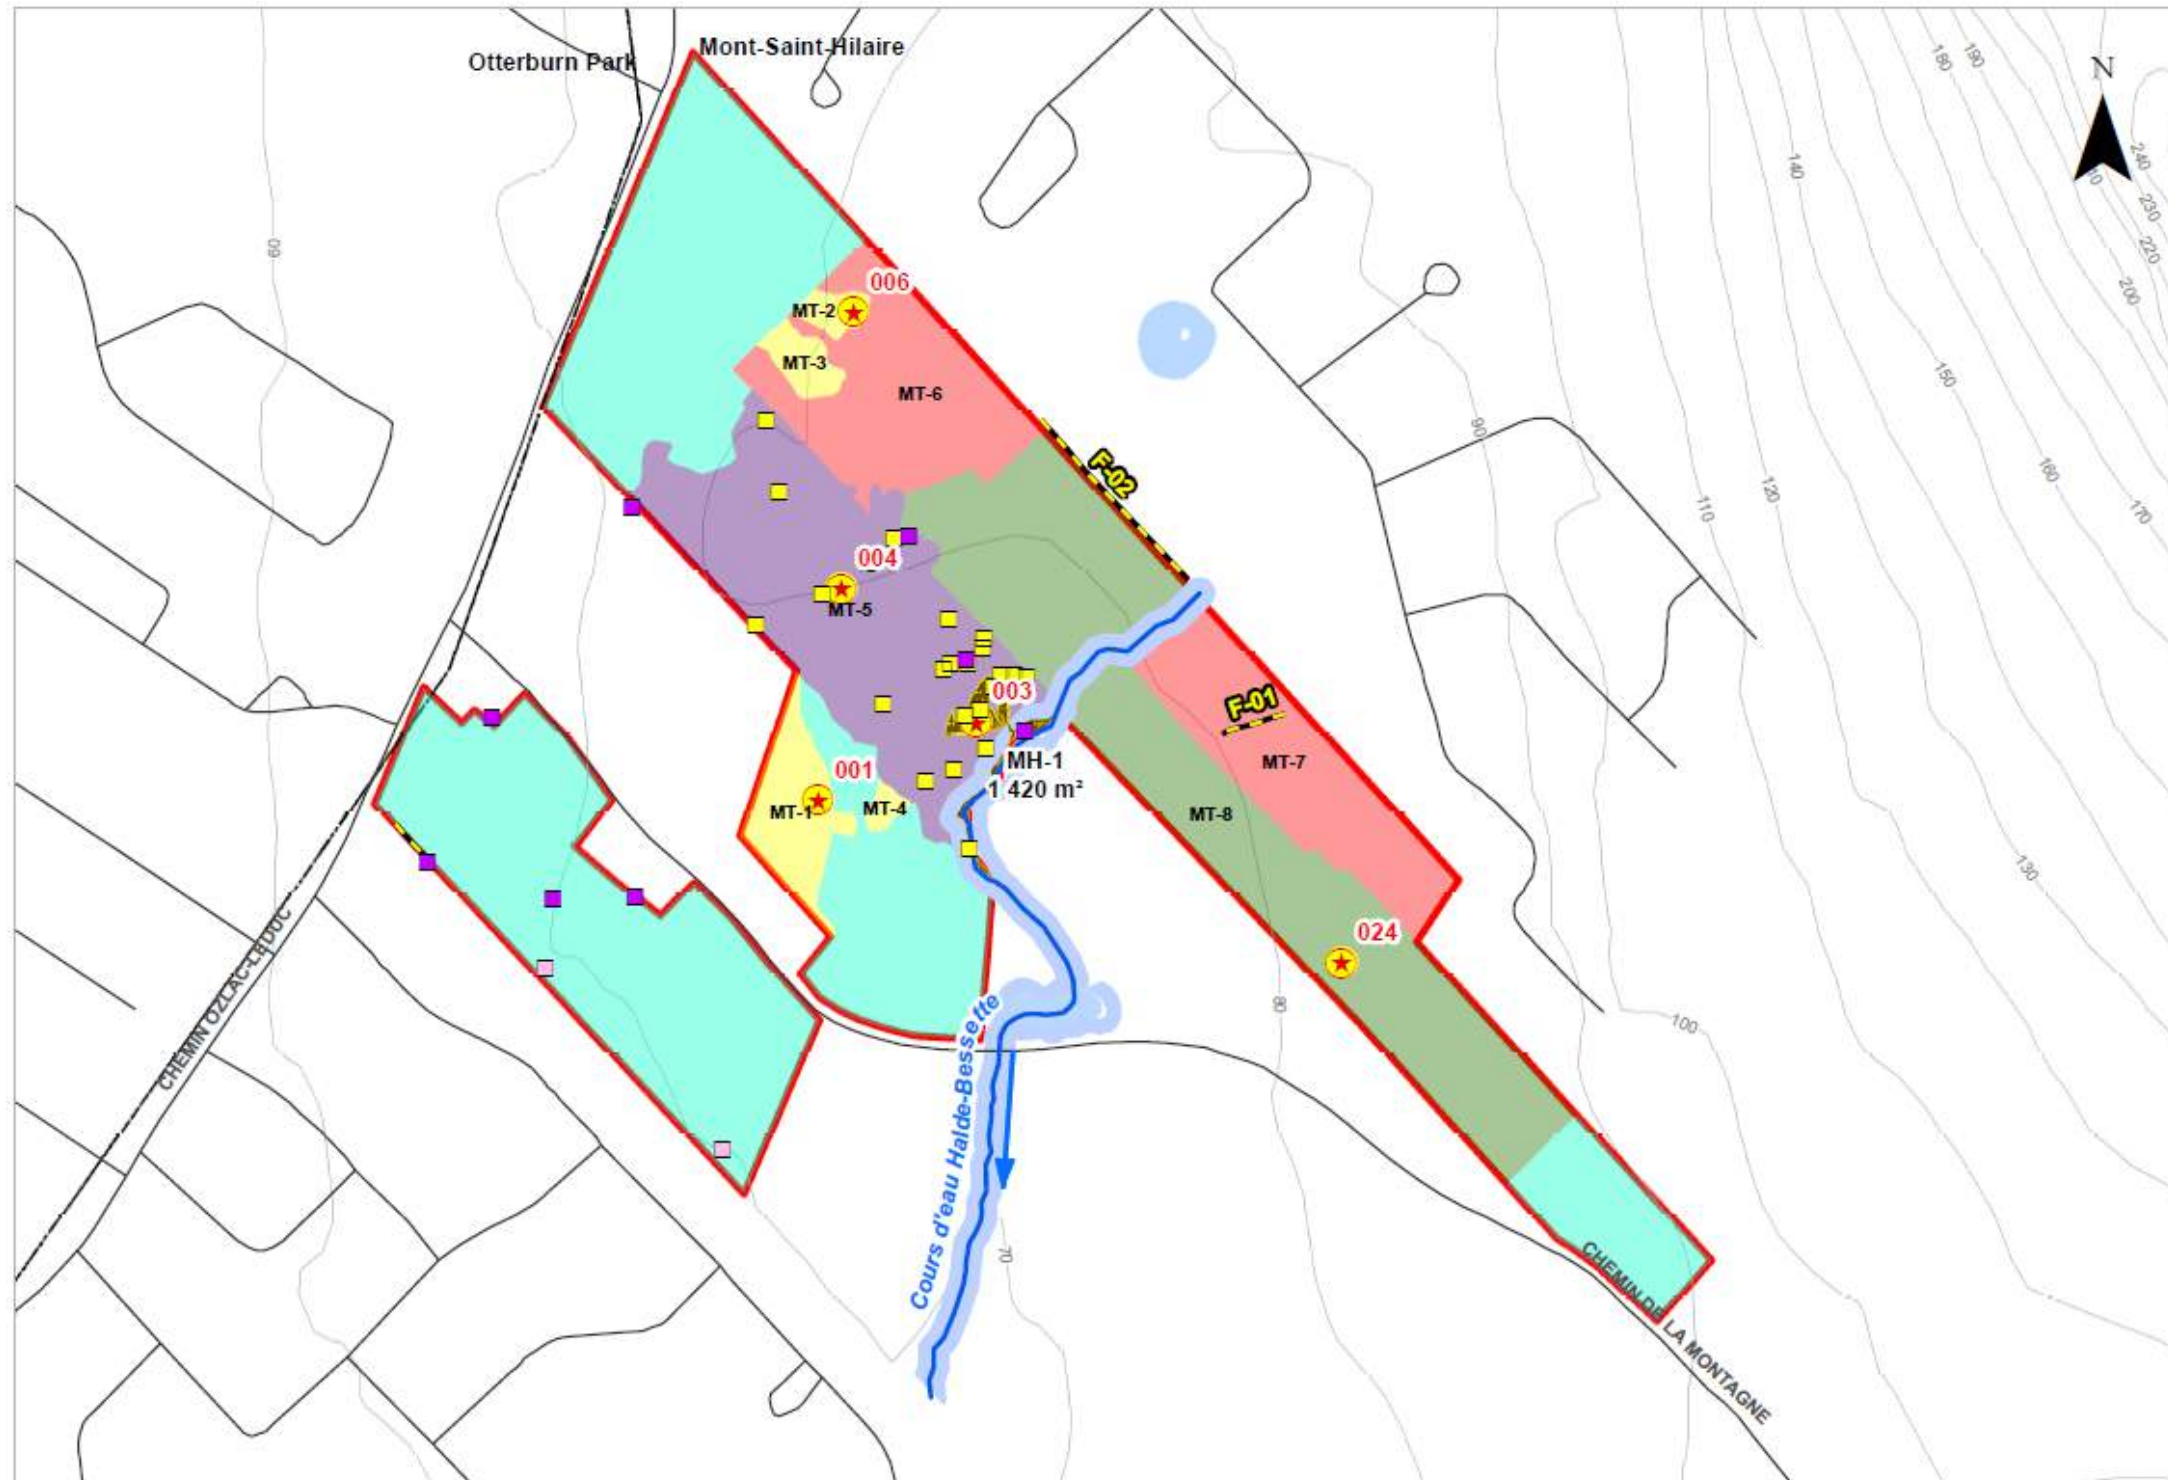 Mont-Saint-Hilaire
Otterburn Park
N
190
180
240
230
220
200
140
60
006
MT-2
MT-3
MT-6
150
90
F-02
160
120
110
170
004
MT-5
003
F-01
MH-1
1 420 m²
MT-7
001
MT-1
MT-4
MT-8
130
024
CHEMIN OZIAS-LEDUC
80
100
Cours d'eau Halde-Bessette
70
CHEMIN DE LA MONTAGNE